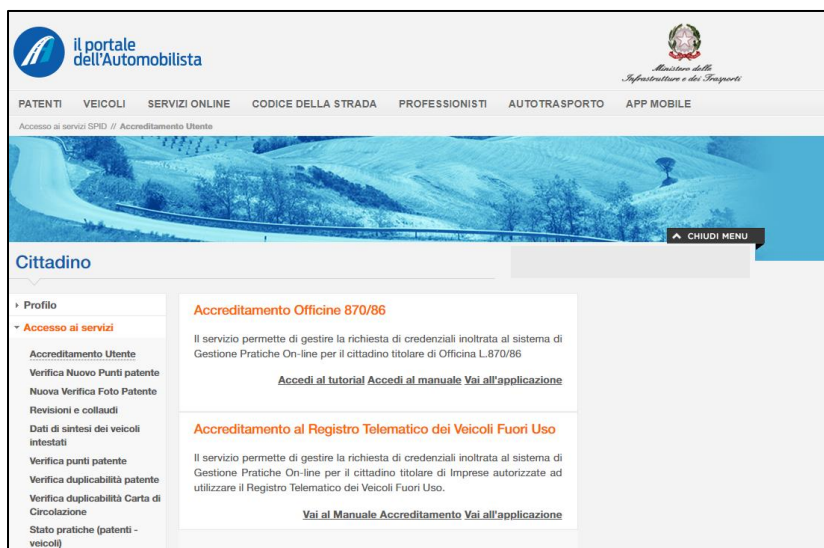 il portale
dell'Automobilista
Ministero delle
Infrastrutture e dei Trasporti
PATENTI VEICOLI SERVIZI ONLINE CODICE DELLA STRADA PROFESSIONISTI AUTOTRASPORTO APP MOBILE
Accesso ai servizi SPID // Accreditamento Utente
CHIUDI MENU
Cittadino
Profilo
Accesso ai servizi
Accreditamento Utente
Verifica Nuovo Punti patente
Nuova Verifica Foto Patente
Revisioni e collaudi
Dati di sintesi dei veicoli
intestati
Verifica punti patente
Verifica duplicabilità patente
Verifica duplicabilità Carta di
Circolazione
Stato pratiche (patenti -
veicoli)
Accreditamento Officine 870/86
Il servizio permette di gestire la richiesta di credenziali inoltrata al sistema di
Gestione Pratiche On-line per il cittadino titolare di Officina L.870/86
Accedi al tutorial Accedi al manuale Vai all'applicazione
Accreditamento al Registro Telematico dei Veicoli Fuori Uso
Il servizio permette di gestire la richiesta di credenziali inoltrata al sistema di
Gestione Pratiche On-line per il cittadino titolare di Imprese autorizzate ad
utilizzare il Registro Telematico dei Veicoli Fuori Uso.
Vai al Manuale Accreditamento Vai all'applicazione